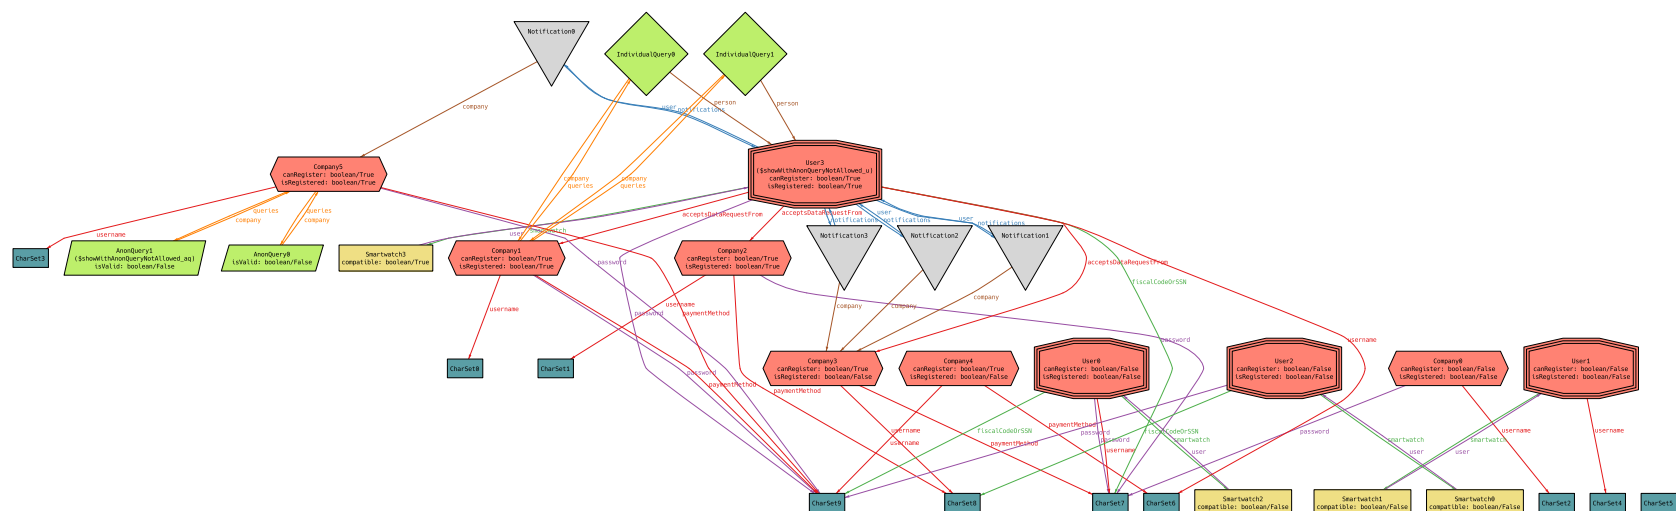 Notification0
IndividualQuery0
IndividualQuery1
company
user
notifications
person
person
Company5
canRegister: boolean/True
isRegistered: boolean/True
User3
($showWithAnonQueryNotAllowed_u)
canRegister: boolean/True
isRegistered: boolean/True
company
queries
company
queries
acceptsDataRequestFrom
acceptsDataRequestFrom
user
notifications
user
notifications
user
notifications
username
queries
company
queries
company
user
smartwatch
CharSet3
AnonQuery1
($showWithAnonQueryNotAllowed_aq)
isValid: boolean/False
AnonQuery0
isValid: boolean/False
Smartwatch3
compatible: boolean/True
Company1
canRegister: boolean/True
isRegistered: boolean/True
password
Company2
canRegister: boolean/True
isRegistered: boolean/True
Notification3
Notification2
Notification1
acceptsDataRequestFrom
fiscalCodeOrSSN
username
password
paymentMethod
username
company
company
company
password
username
CharSet0
CharSet1
password
paymentMethod
paymentMethod
Company3
canRegister: boolean/True
isRegistered: boolean/False
Company4
canRegister: boolean/True
isRegistered: boolean/False
User0
canRegister: boolean/False
isRegistered: boolean/False
User2
canRegister: boolean/False
isRegistered: boolean/False
Company0
canRegister: boolean/False
isRegistered: boolean/False
User1
canRegister: boolean/False
isRegistered: boolean/False
username
username
fiscalCodeOrSSN
paymentMethod
paymentMethod
password
password
username
fiscalCodeOrSSN
smartwatch
user
password
smartwatch
user
smartwatch
user
username
username
CharSet9
CharSet8
CharSet7
CharSet6
Smartwatch2
compatible: boolean/False
Smartwatch1
compatible: boolean/False
Smartwatch0
compatible: boolean/False
CharSet2
CharSet4
CharSet5